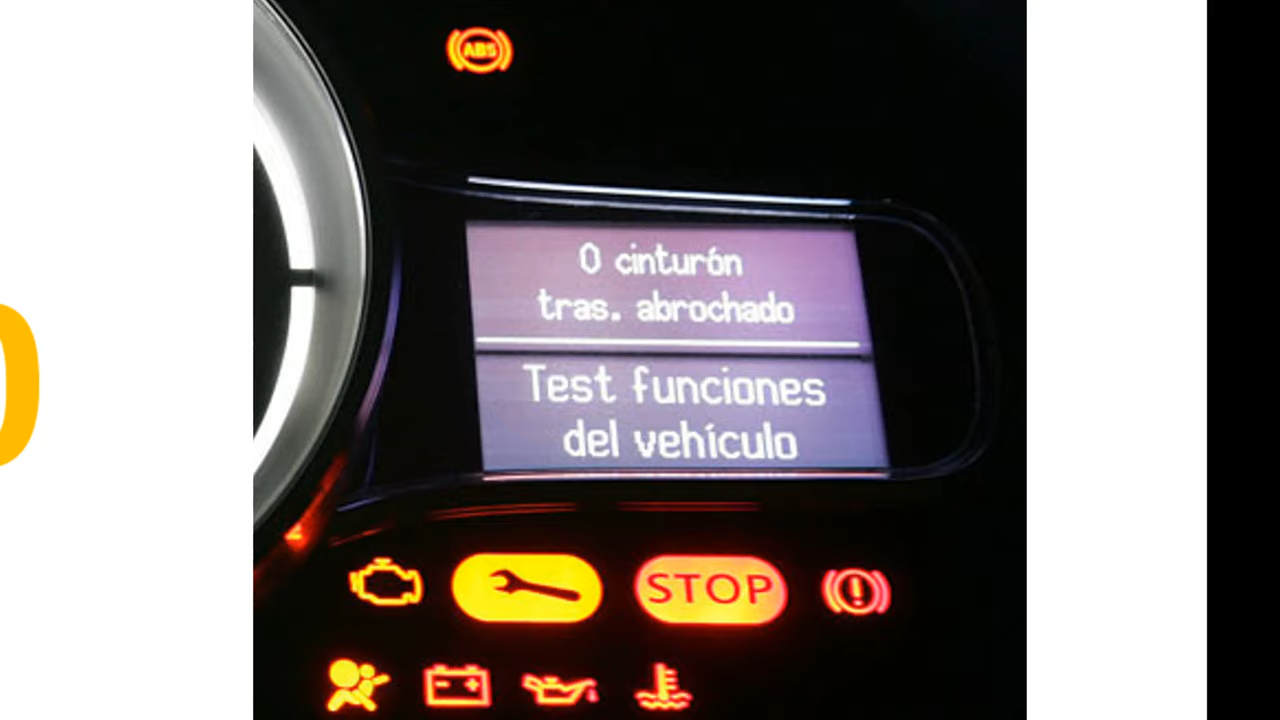 ABS
0 cinturón
tras. abrochado
Test funciones
del vehículo
STOP